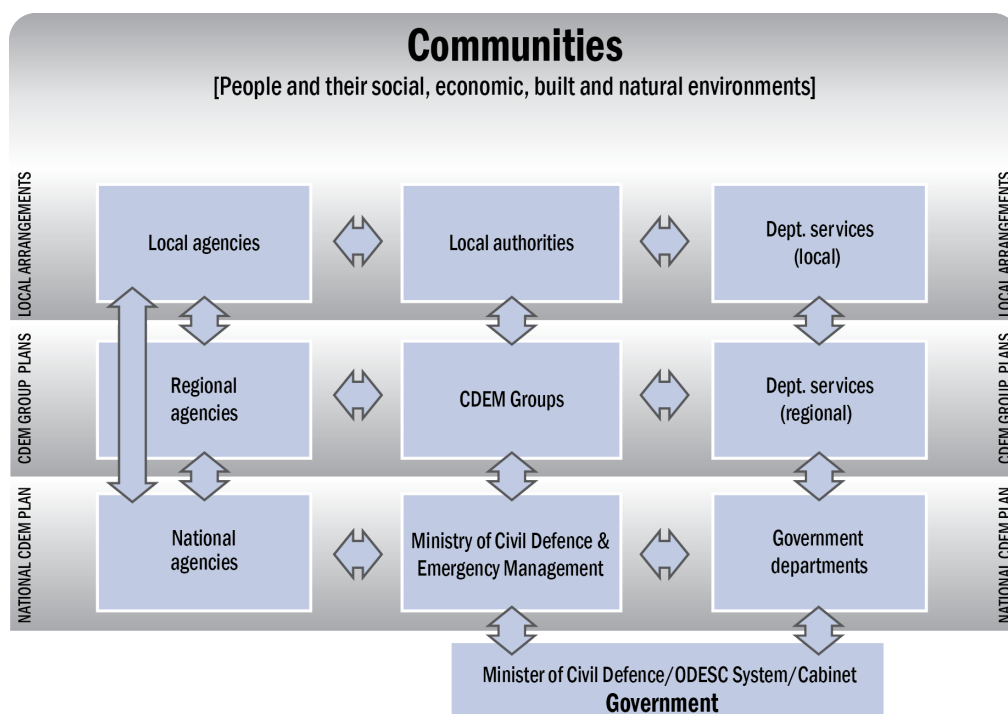 Communities
[People and their social, economic, built and natural environments]
LOCAL ARRANGEMENTS
Local agencies
Local authorities
Dept. services
(local)
LOCAL ARRANGEMENTS
CDEM GROUP PLANS
Regional
agencies
CDEM Groups
Dept. services
(regional)
CDEM GROUP PLANS
NATIONAL CDEM PLAN
National
agencies
Ministry of Civil Defence &
Emergency Management
Government
departments
NATIONAL CDEM PLAN
Minister of Civil Defence/ODESC System/Cabinet
Government